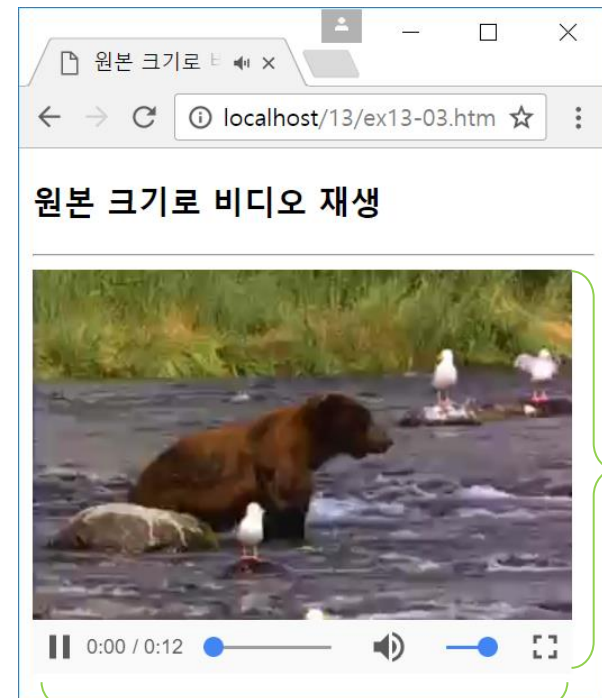 원본 크기로 ㅂ
localhost/13/ex13-03.htm
원본 크기로 비디오 재생
0:00 / 0:12